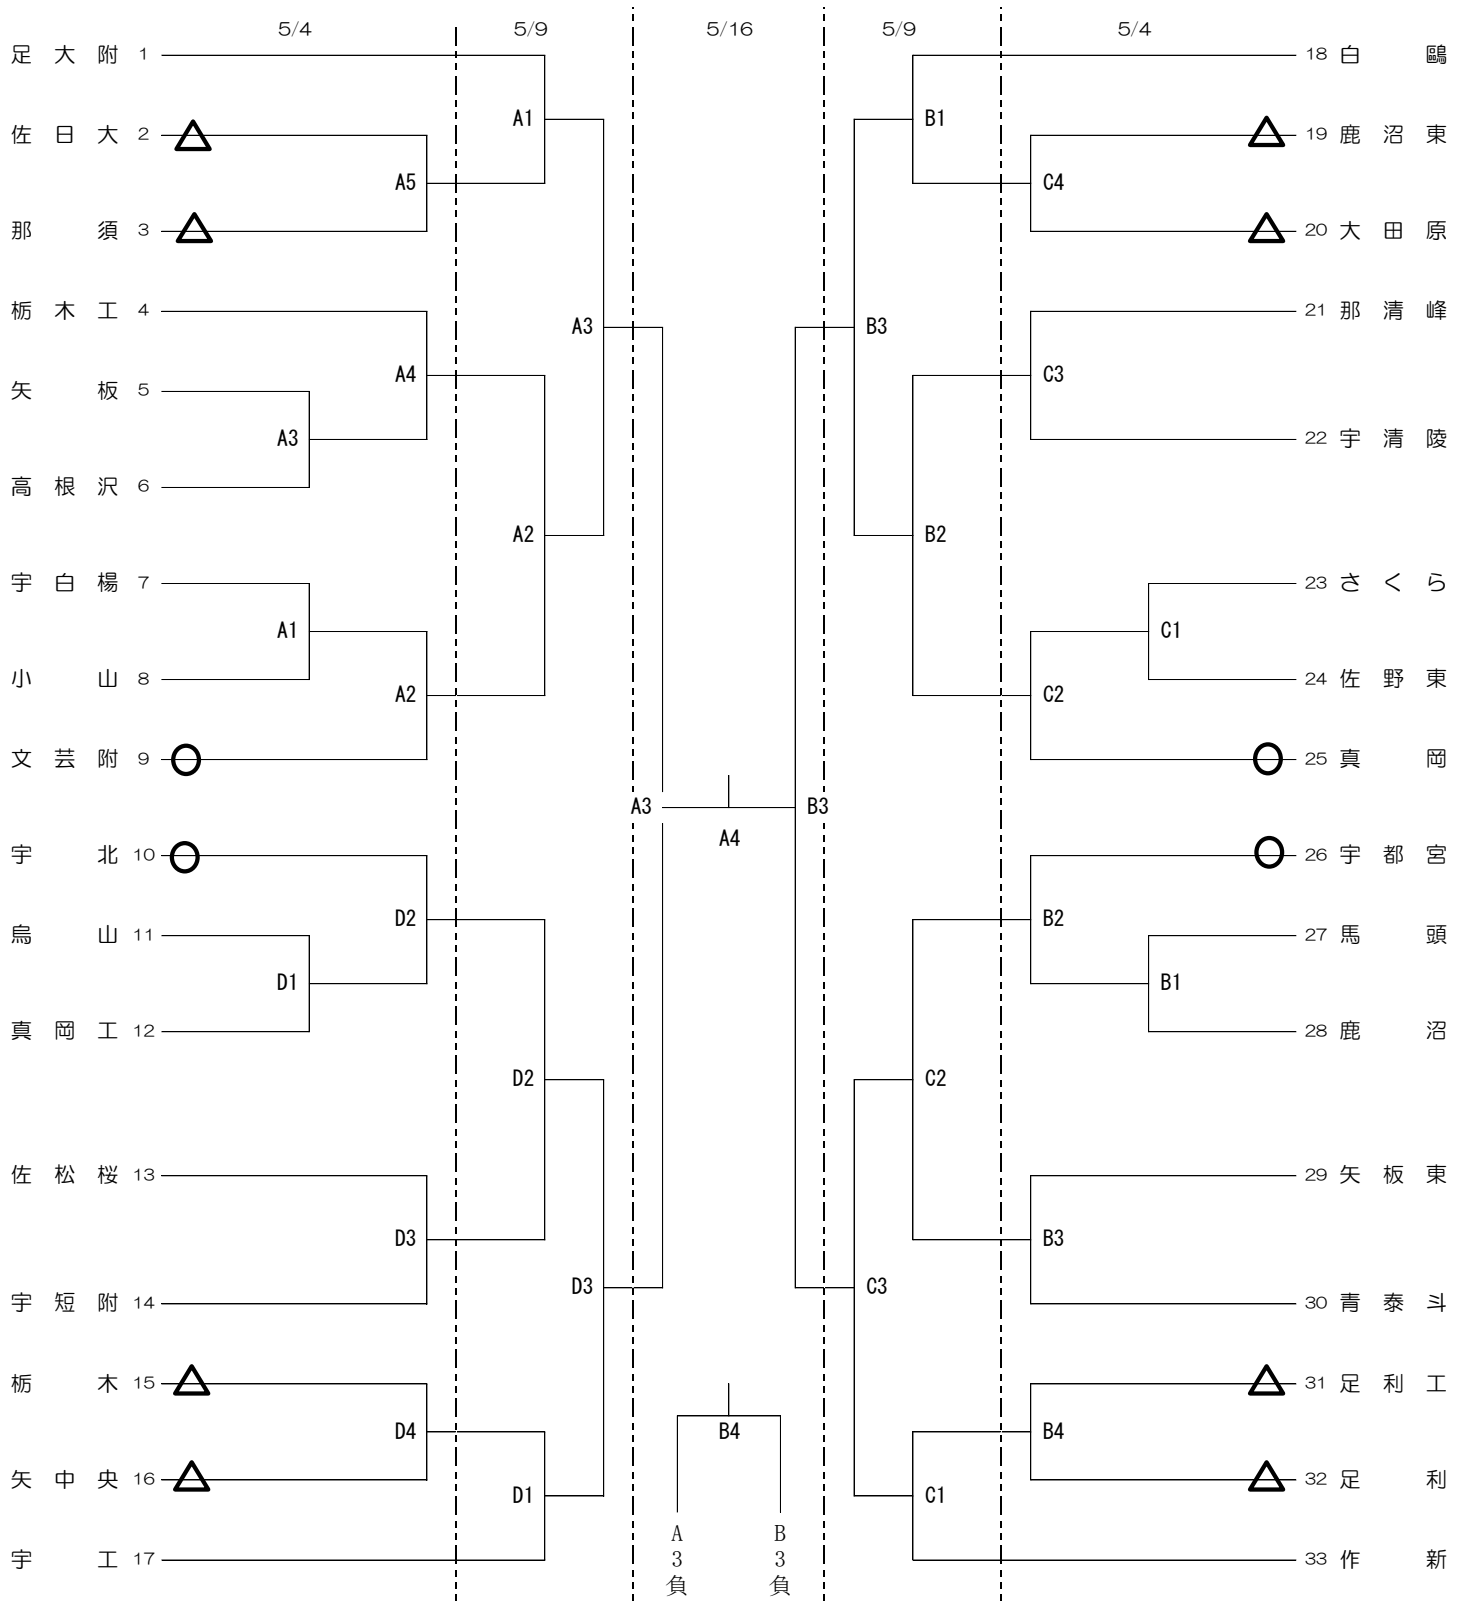 5/4 5/9 5/16 5/9 5/4
足大附 1
佐日大 2
那須 3
栃木工 4
矢板 5
高根沢 6
宇白楊 7
小山 8
文芸附 9
宇北 10
烏山 11
真岡工 12
佐松桜 13
宇短附 14
栃木 15
矢中央 16
宇工 17
A5
A4
A3
A1
A2
D2
D1
D3
D4
A1
A2
D2
D1
A3
D3
A3
A4
B3
B4
A3負
B3負
B3
C3
B1
B2
C2
C1
C4
C3
C2
B2
B3
B4
C1
B1
18 白鷗
19 鹿沼東
20 大田原
21 那清峰
22 宇清陵
23 さくら
24 佐野東
25 真岡
26 宇都宮
27 馬頭
28 鹿沼
29 矢板東
30 青泰斗
31 足利工
32 足利
33 作新